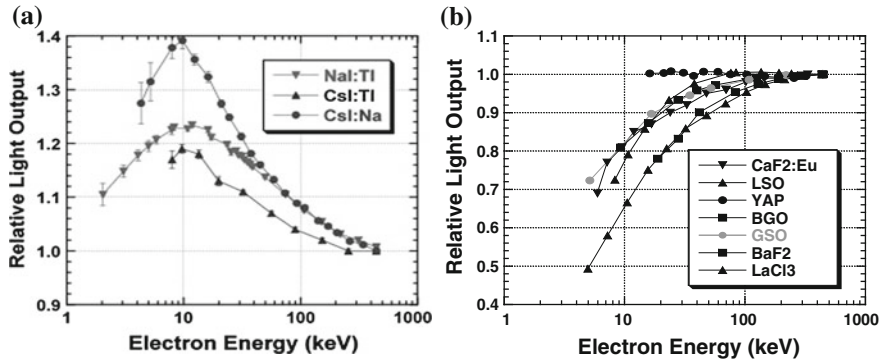 (a)
1.4
1.3
1.2
1.1
1.0
0.9
Relative Light Output
NaI:Tl
CsI:Tl
CsI:Na
1
10
100
1000
Electron Energy (keV)
(b)
1.1
1.0
0.9
0.8
0.7
0.6
0.5
0.4
Relative Light Output
CaF2:Eu
LSO
YAP
BGO
GSO
BaF2
LaCl3
1
10
100
1000
Electron Energy (keV)